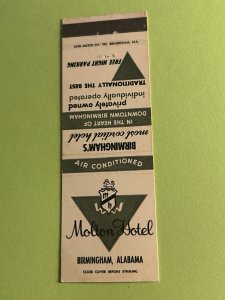 FREE NIGHT PARKING
TRADITIONALLY THE BEST
individually operated
privately owned
DOWNTOWN BIRMINGHAM
IN THE HEART OF
most cordial hotel
BIRMINGHAM'S
AIR CONDITIONED
Molton Hotel
BIRMINGHAM, ALABAMA
CLOSE COVER BEFORE STRIKING